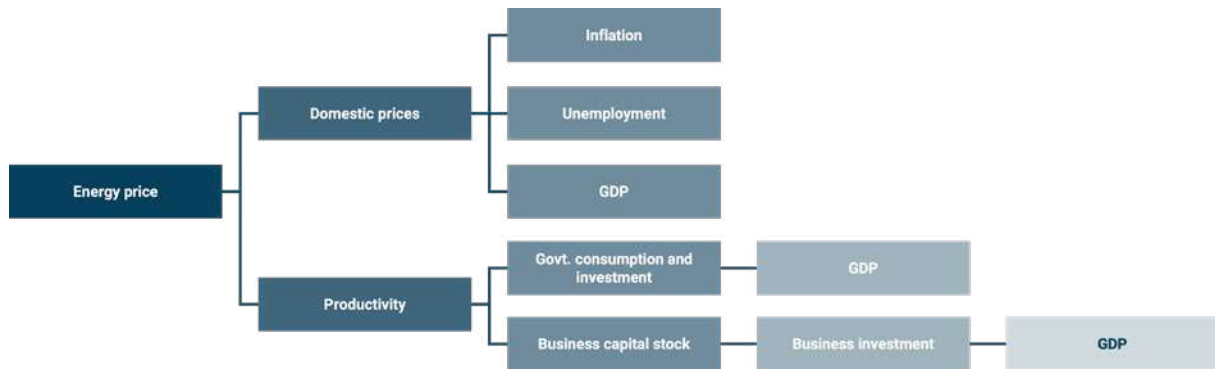 Inflation
Domestic prices
Unemployment
Energy price
GDP
Govt. consumption and
investment
GDP
Productivity
Business capital stock
Business investment
GDP